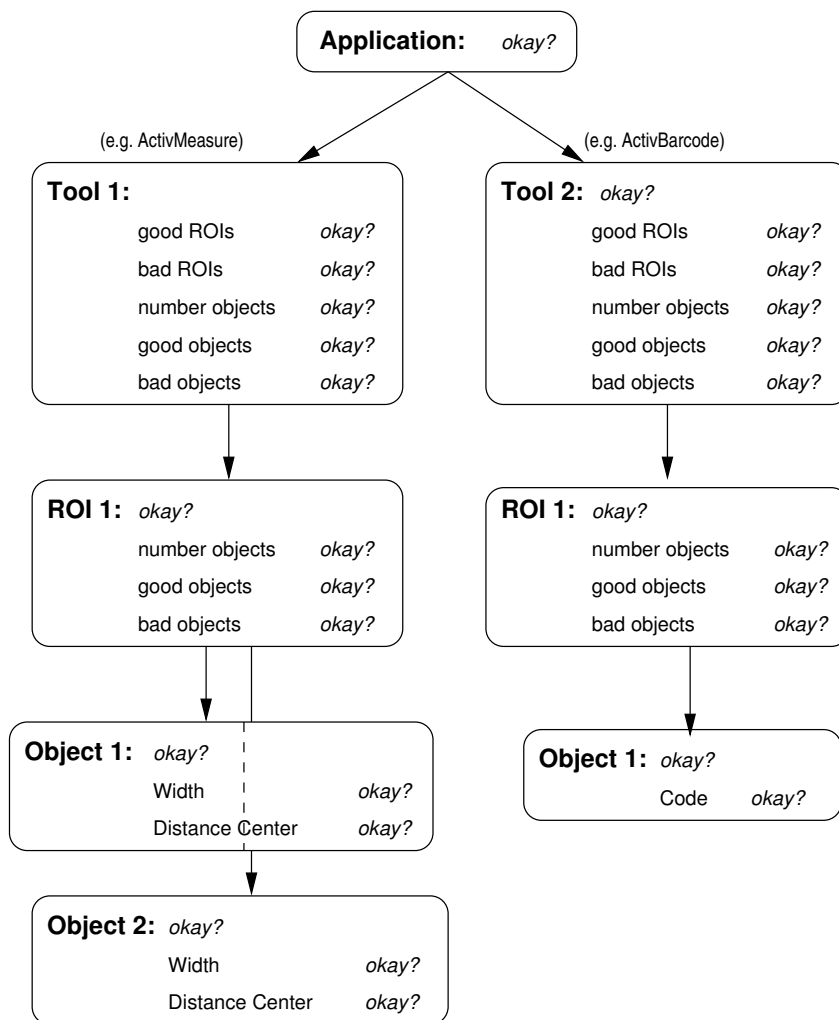 Application: okay?
(e.g. ActivMeasure)
Tool 1:
good ROIs okay?
bad ROIs okay?
number objects okay?
good objects okay?
bad objects okay?
ROI 1: okay?
number objects okay?
good objects okay?
bad objects okay?
Object 1: okay?
Width okay?
Distance Center okay?
Object 2: okay?
Width okay?
Distance Center okay?
(e.g. ActivBarcode)
Tool 2: okay?
good ROIs okay?
bad ROIs okay?
number objects okay?
good objects okay?
bad objects okay?
ROI 1: okay?
number objects okay?
good objects okay?
bad objects okay?
Object 1: okay?
Code okay?